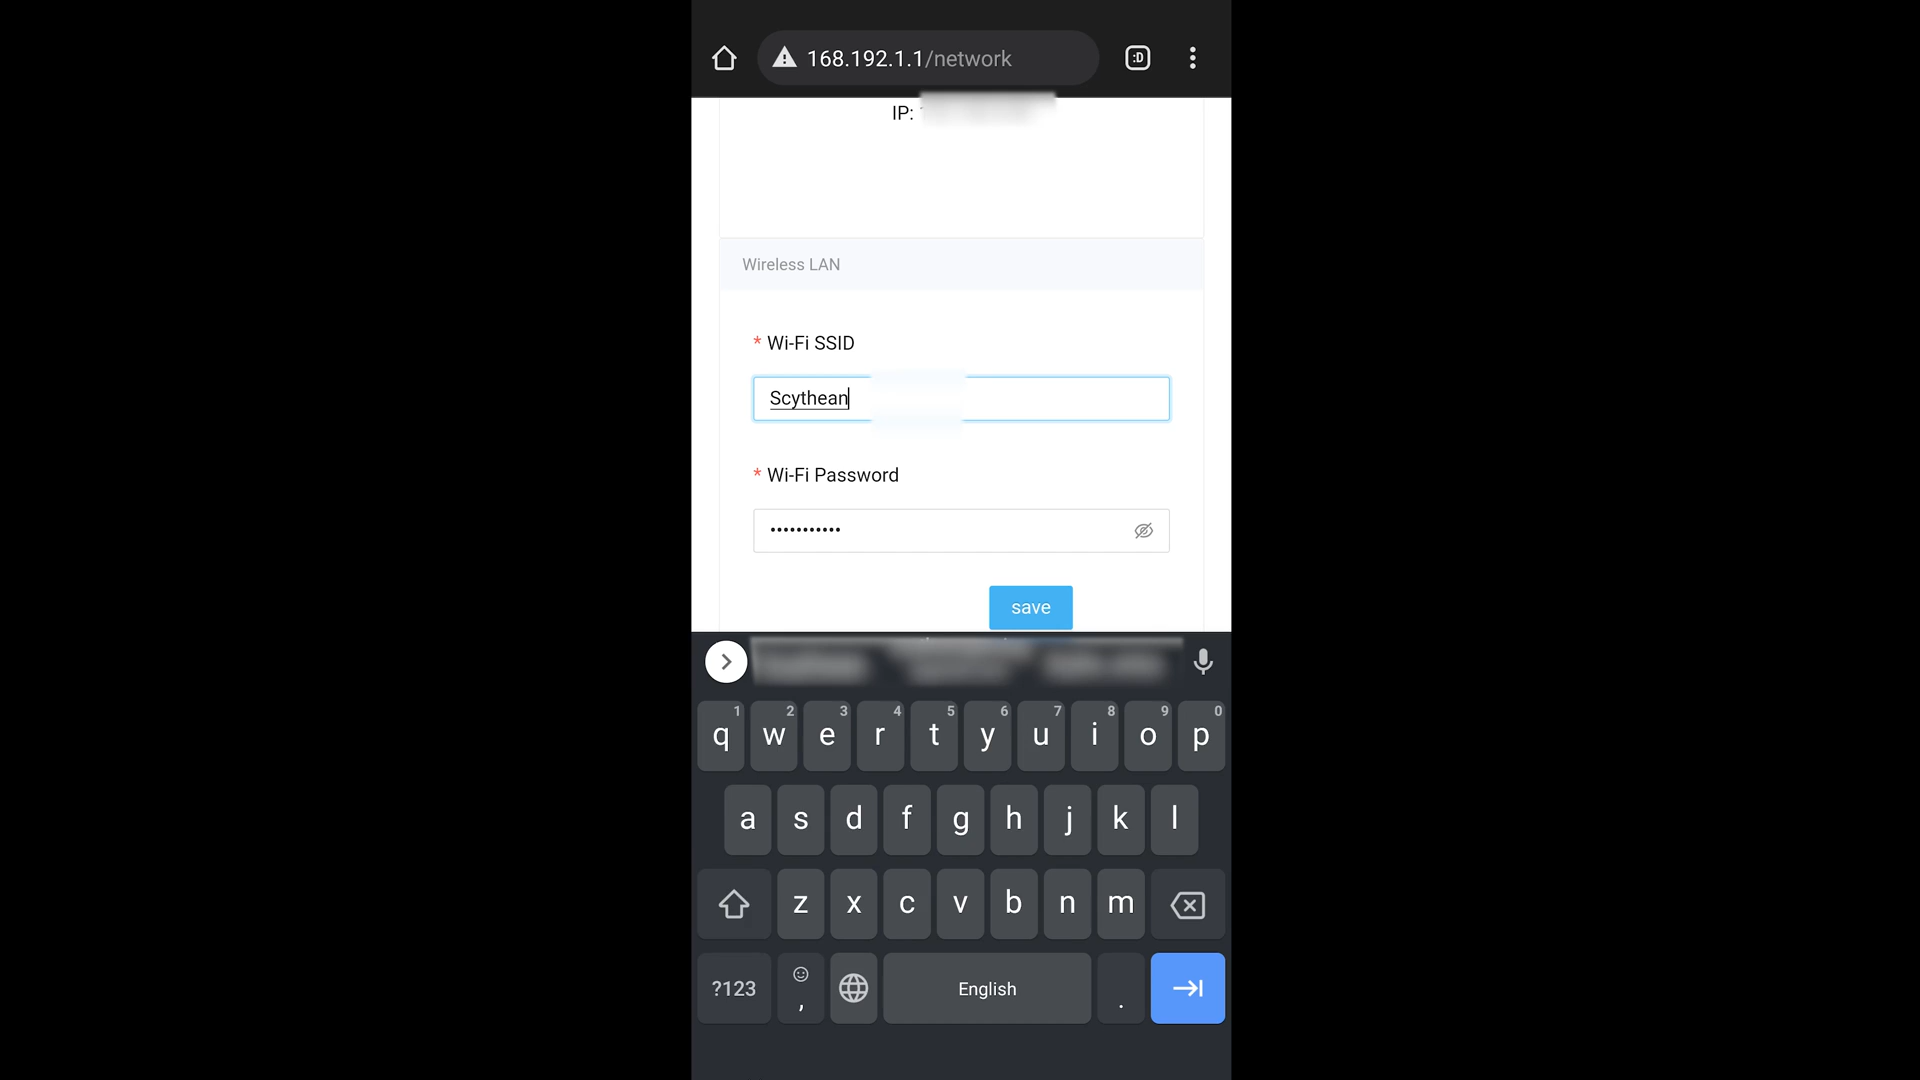 168.192.1.1/network
:D
IP:
Wireless LAN
* Wi-Fi SSID
Scythean
* Wi-Fi Password
•••••••••••
save
1 2 3 4 5 6 7 8 9 0
q w e r t y u i o p
a s d f g h j k l
z x c v b n m
?123 , English .